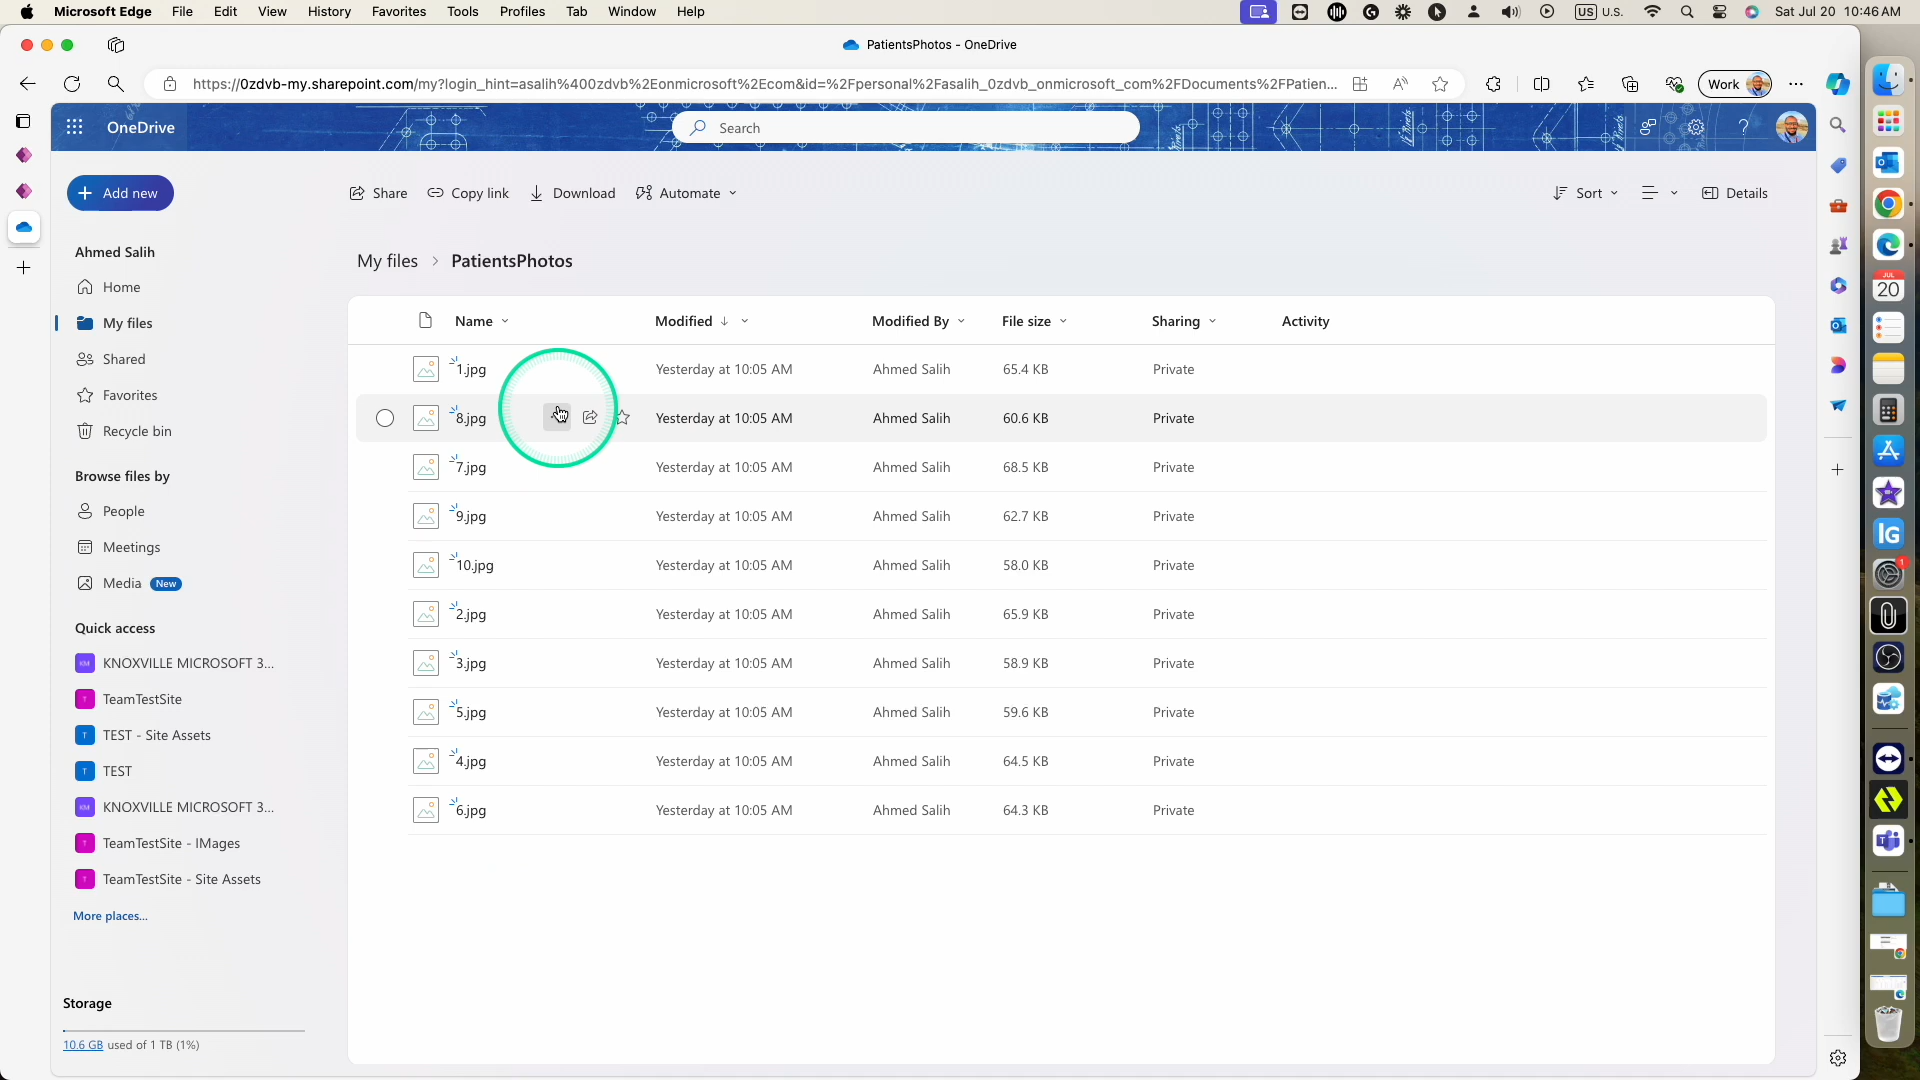 Microsoft Edge File Edit View History Favorites Tools Profiles Tab Window Help
US U.S. Sat Jul 20 10:46 AM
PatientsPhotos - OneDrive
https://0zdvb-my.sharepoint.com/my?login_hint=asalih%400zdvb%2Eonmicrosoft%2Ecom&id=%2Fpersonal%2Fasalih_0zdvb_onmicrosoft_com%2FDocuments%2FPatien...
Work
OneDrive
Search
Add new
Share Copy link Download Automate
Sort Details
Ahmed Salih
Home
My files
Shared
Favorites
Recycle bin
Browse files by
People
Meetings
Media New
Quick access
KM KNOXVILLE MICROSOFT 3...
T TeamTestSite
T TEST - Site Assets
T TEST
KM KNOXVILLE MICROSOFT 3...
T TeamTestSite - IMages
T TeamTestSite - Site Assets
More places...
Storage
10.6 GB used of 1 TB (1%)
My files > PatientsPhotos
Name Modified ↓ Modified By File size Sharing Activity
1.jpg Yesterday at 10:05 AM Ahmed Salih 65.4 KB Private
8.jpg Yesterday at 10:05 AM Ahmed Salih 60.6 KB Private
7.jpg Yesterday at 10:05 AM Ahmed Salih 68.5 KB Private
9.jpg Yesterday at 10:05 AM Ahmed Salih 62.7 KB Private
10.jpg Yesterday at 10:05 AM Ahmed Salih 58.0 KB Private
2.jpg Yesterday at 10:05 AM Ahmed Salih 65.9 KB Private
3.jpg Yesterday at 10:05 AM Ahmed Salih 58.9 KB Private
5.jpg Yesterday at 10:05 AM Ahmed Salih 59.6 KB Private
4.jpg Yesterday at 10:05 AM Ahmed Salih 64.5 KB Private
6.jpg Yesterday at 10:05 AM Ahmed Salih 64.3 KB Private
JUL
20
Ig
1